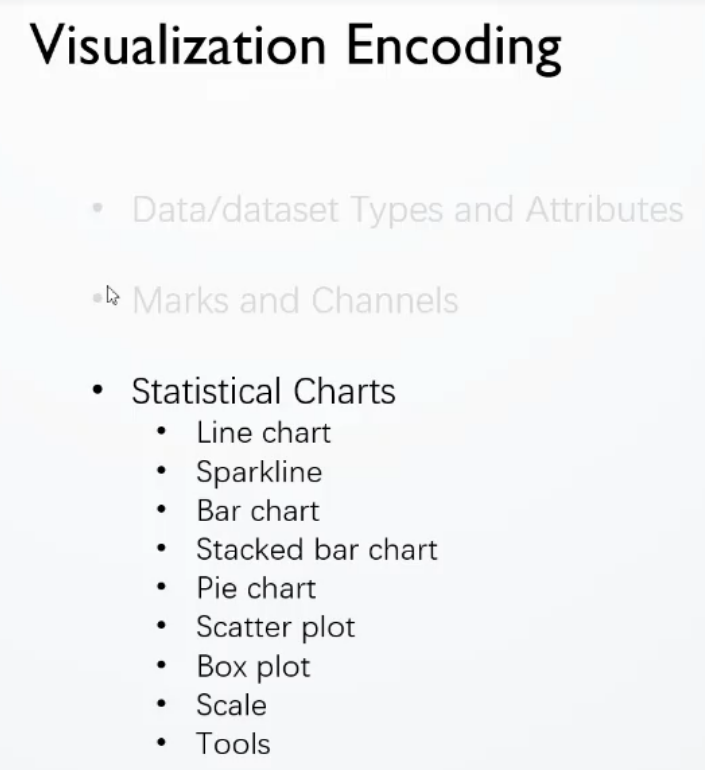 Visualization Encoding
• Data/dataset Types and Attributes
• Marks and Channels
• Statistical Charts
• Line chart
• Sparkline
• Bar chart
• Stacked bar chart
• Pie chart
• Scatter plot
• Box plot
• Scale
• Tools